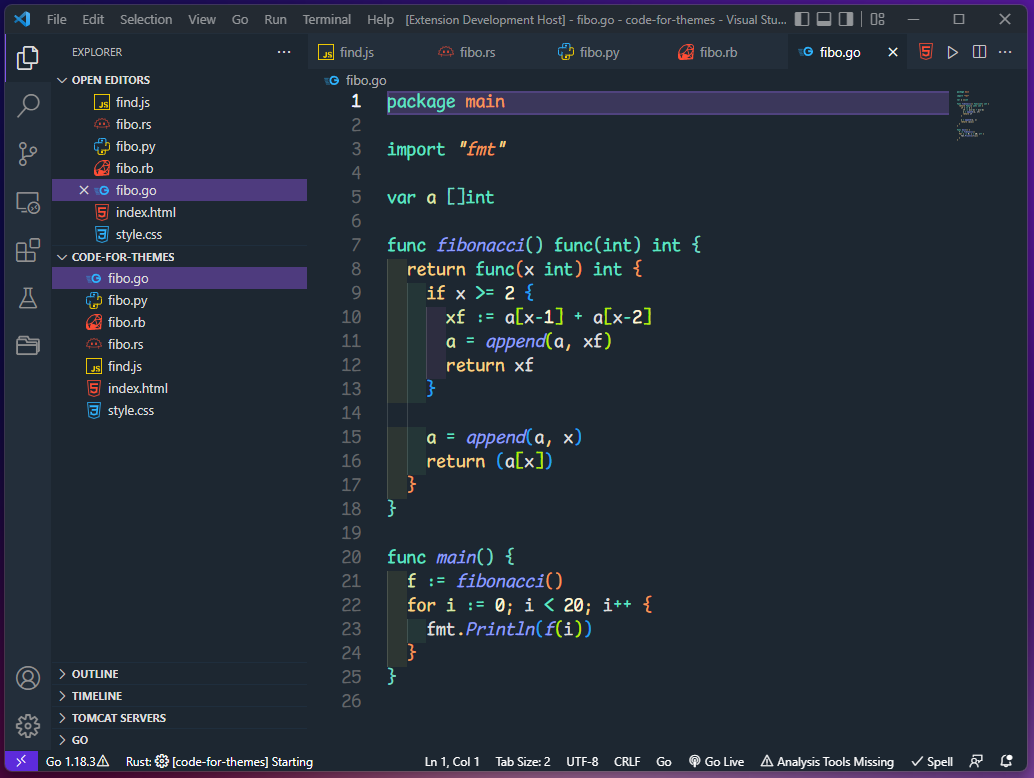 File Edit Selection View Go Run Terminal Help [Extension Development Host] - fibo.go - code-for-themes - Visual Stu...
EXPLORER
OPEN EDITORS
find.js
fibo.rs
fibo.py
fibo.rb
fibo.go
index.html
style.css
CODE-FOR-THEMES
fibo.go
fibo.py
fibo.rb
fibo.rs
find.js
index.html
style.css
OUTLINE
TIMELINE
TOMCAT SERVERS
GO
find.js fibo.rs fibo.py fibo.rb fibo.go
fibo.go
1 package main
2
3 import "fmt"
4
5 var a []int
6
7 func fibonacci() func(int) int {
8 return func(x int) int {
9 if x >= 2 {
10 xf := a[x-1] + a[x-2]
11 a = append(a, xf)
12 return xf
13 }
14
15 a = append(a, x)
16 return (a[x])
17 }
18 }
19
20 func main() {
21 f := fibonacci()
22 for i := 0; i < 20; i++ {
23 fmt.Println(f(i))
24 }
25 }
26
Go 1.18.3 Rust: [code-for-themes] Starting Ln 1, Col 1 Tab Size: 2 UTF-8 CRLF Go Go Live Analysis Tools Missing Spell